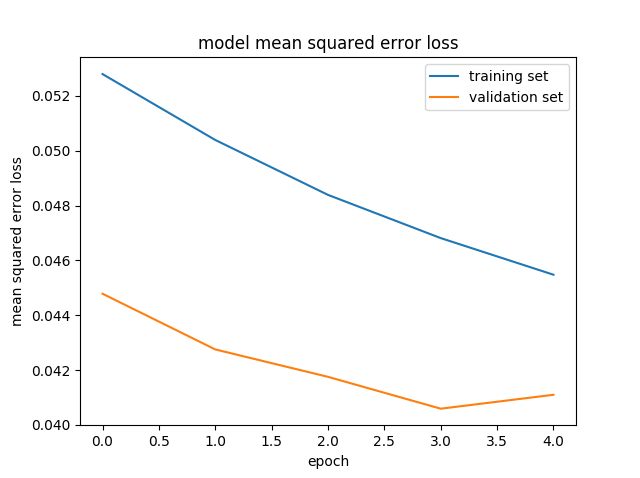 model mean squared error loss
training set
validation set
0.052
0.050
0.048
0.046
0.044
0.042
0.040
mean squared error loss
0.0 0.5 1.0 1.5 2.0 2.5 3.0 3.5 4.0
epoch